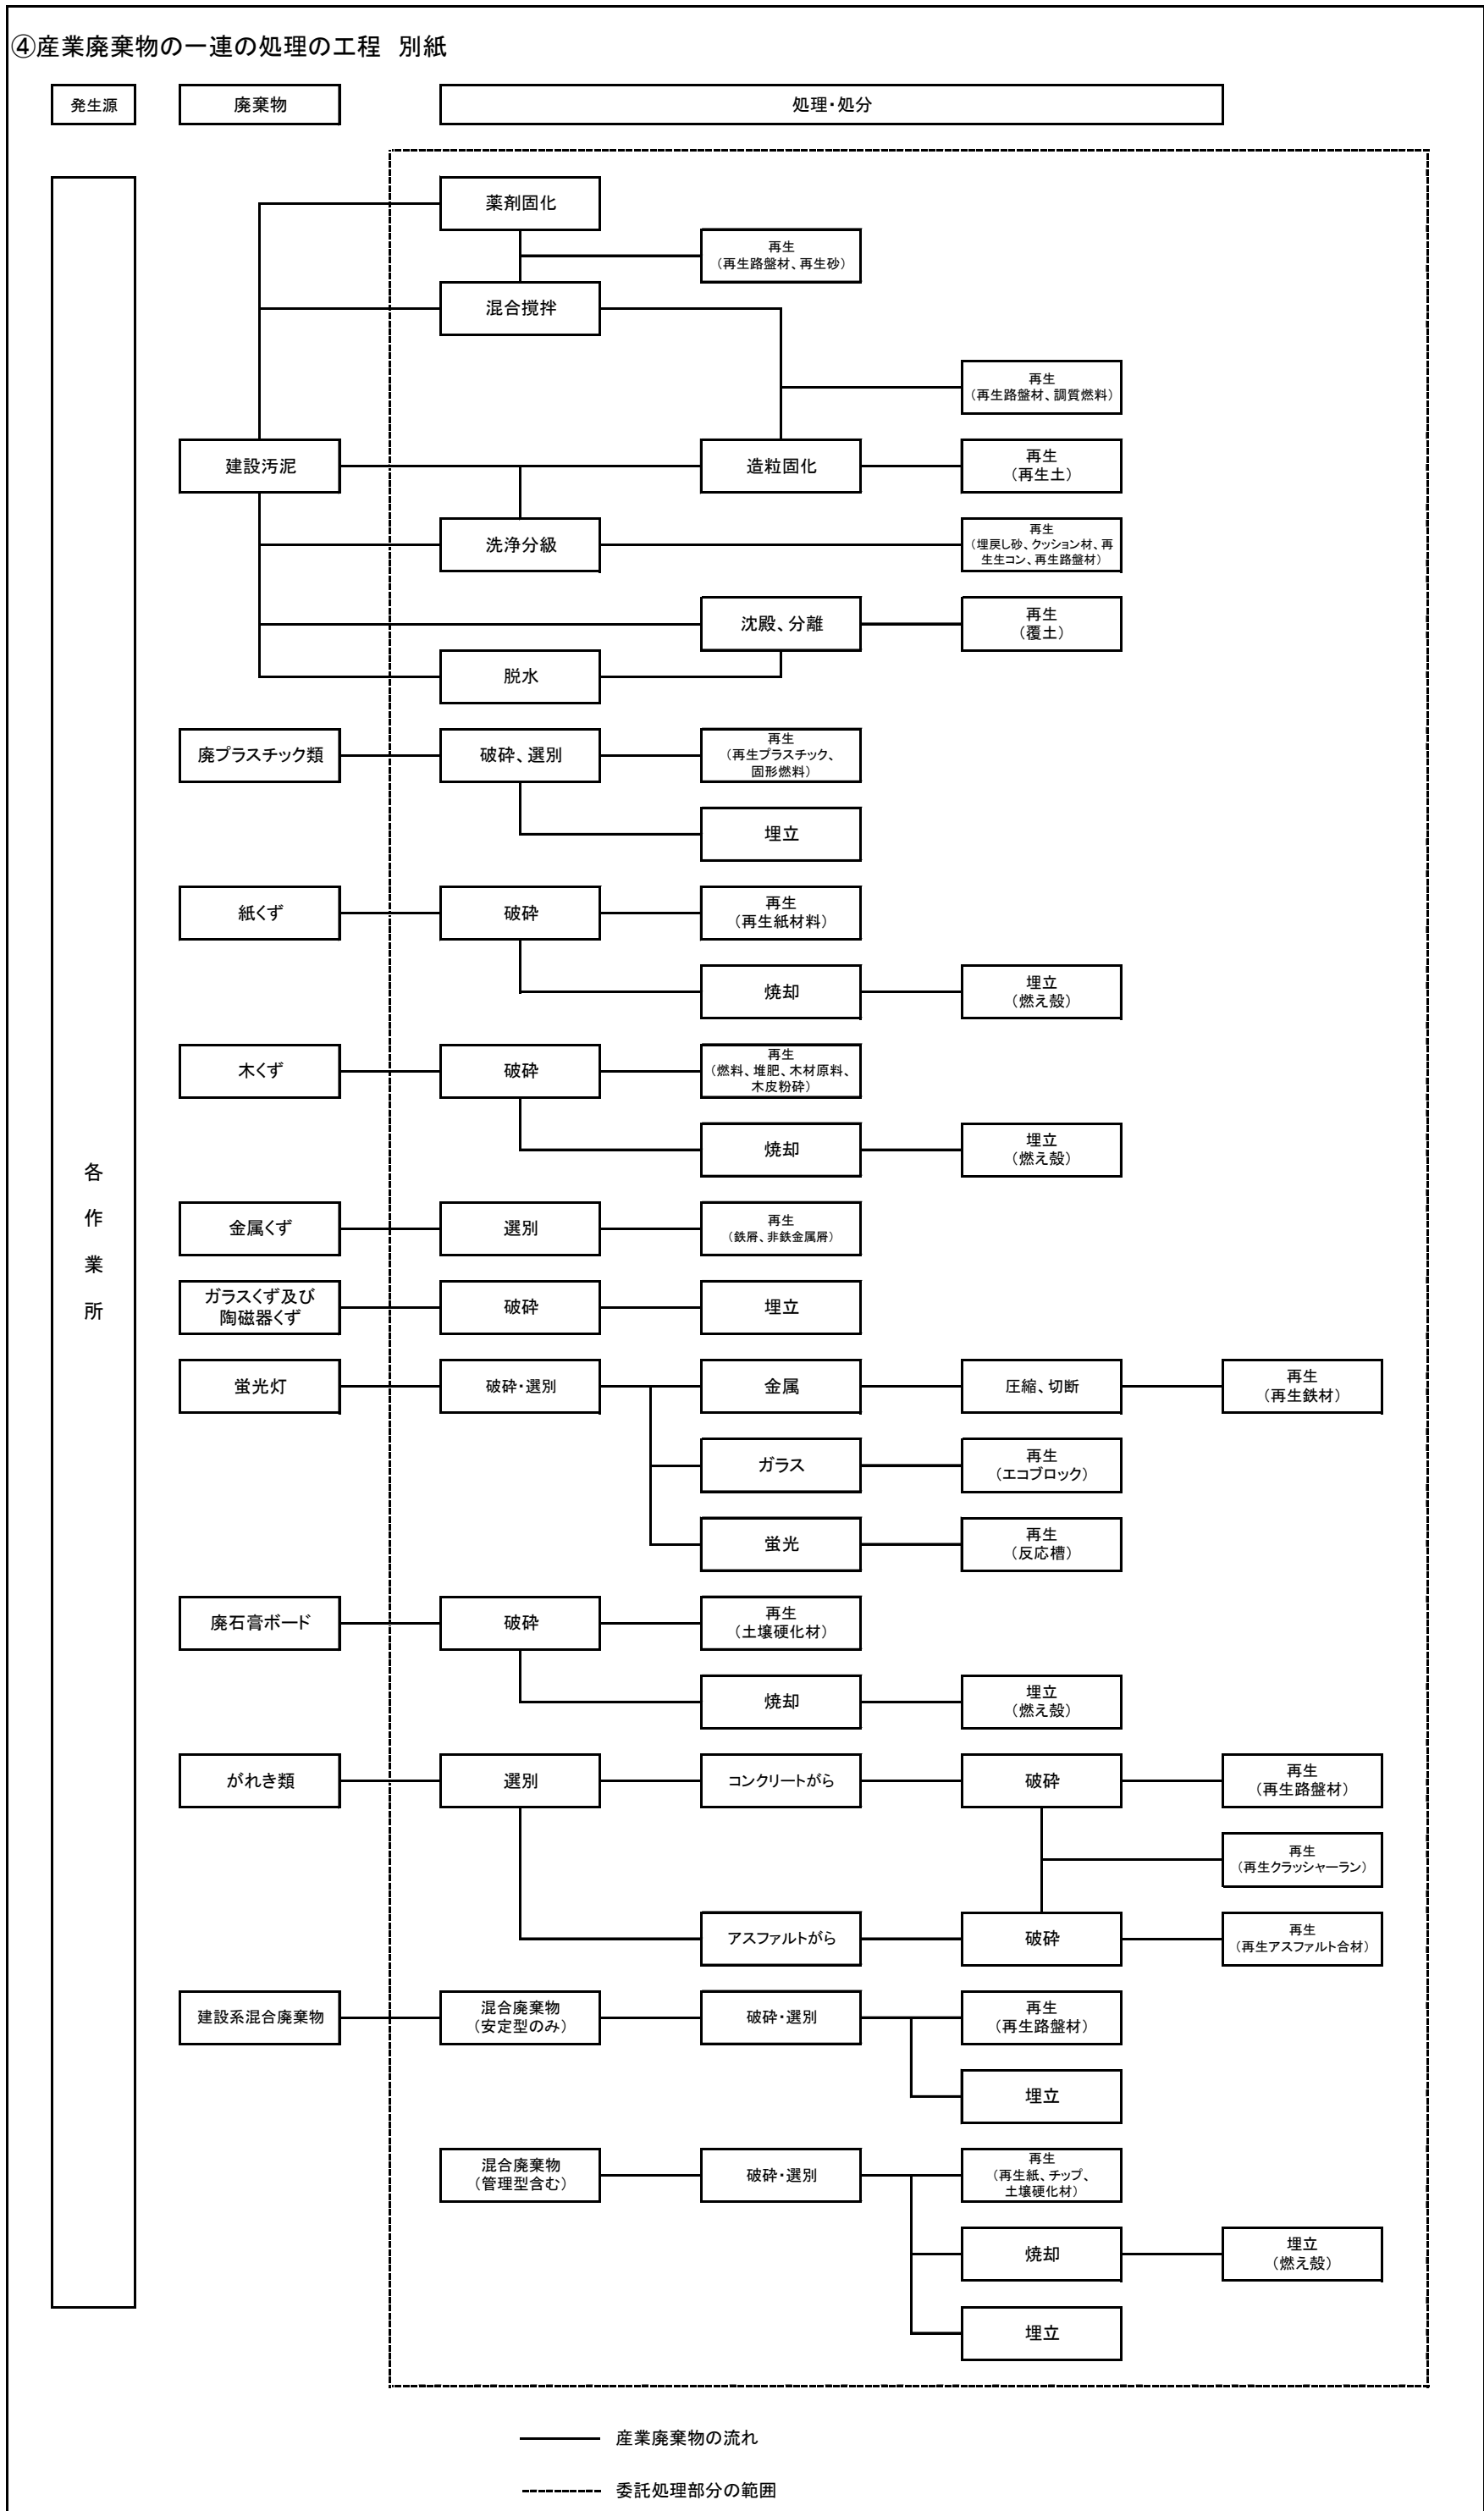 ④産業廃棄物の一連の処理の工程　別紙
発生源
廃棄物
処理・処分
薬剤固化
再生
（再生路盤材、再生砂）
混合撹拌
再生
（再生路盤材、調質燃料）
建設汚泥
造粒固化
再生
（再生土）
洗浄分級
再生
（埋戻し砂、クッション材、再
生生コン、再生路盤材）
沈殿、分離
再生
（覆土）
脱水
廃プラスチック類
破砕、選別
再生
（再生プラスチック、
固形燃料）
埋立
紙くず
破砕
再生
（再生紙材料）
焼却
埋立
（燃え殻）
木くず
破砕
再生
（燃料、堆肥、木材原料、
木皮粉砕）
焼却
埋立
（燃え殻）
各
作
業
所
金属くず
選別
再生
（鉄屑、非鉄金属屑）
ガラスくず及び
陶磁器くず
破砕
埋立
蛍光灯
破砕・選別
金属
圧縮、切断
再生
（再生鉄材）
ガラス
再生
（エコブロック）
蛍光
再生
（反応槽）
廃石膏ボード
破砕
再生
（土壌硬化材）
焼却
埋立
（燃え殻）
がれき類
選別
コンクリートがら
破砕
再生
（再生路盤材）
再生
（再生クラッシャーラン）
アスファルトがら
破砕
再生
（再生アスファルト合材）
建設系混合廃棄物
混合廃棄物
（安定型のみ）
破砕・選別
再生
（再生路盤材）
埋立
混合廃棄物
（管理型含む）
破砕・選別
再生
（再生紙、チップ、
土壌硬化材）
焼却
埋立
（燃え殻）
埋立
産業廃棄物の流れ
委託処理部分の範囲